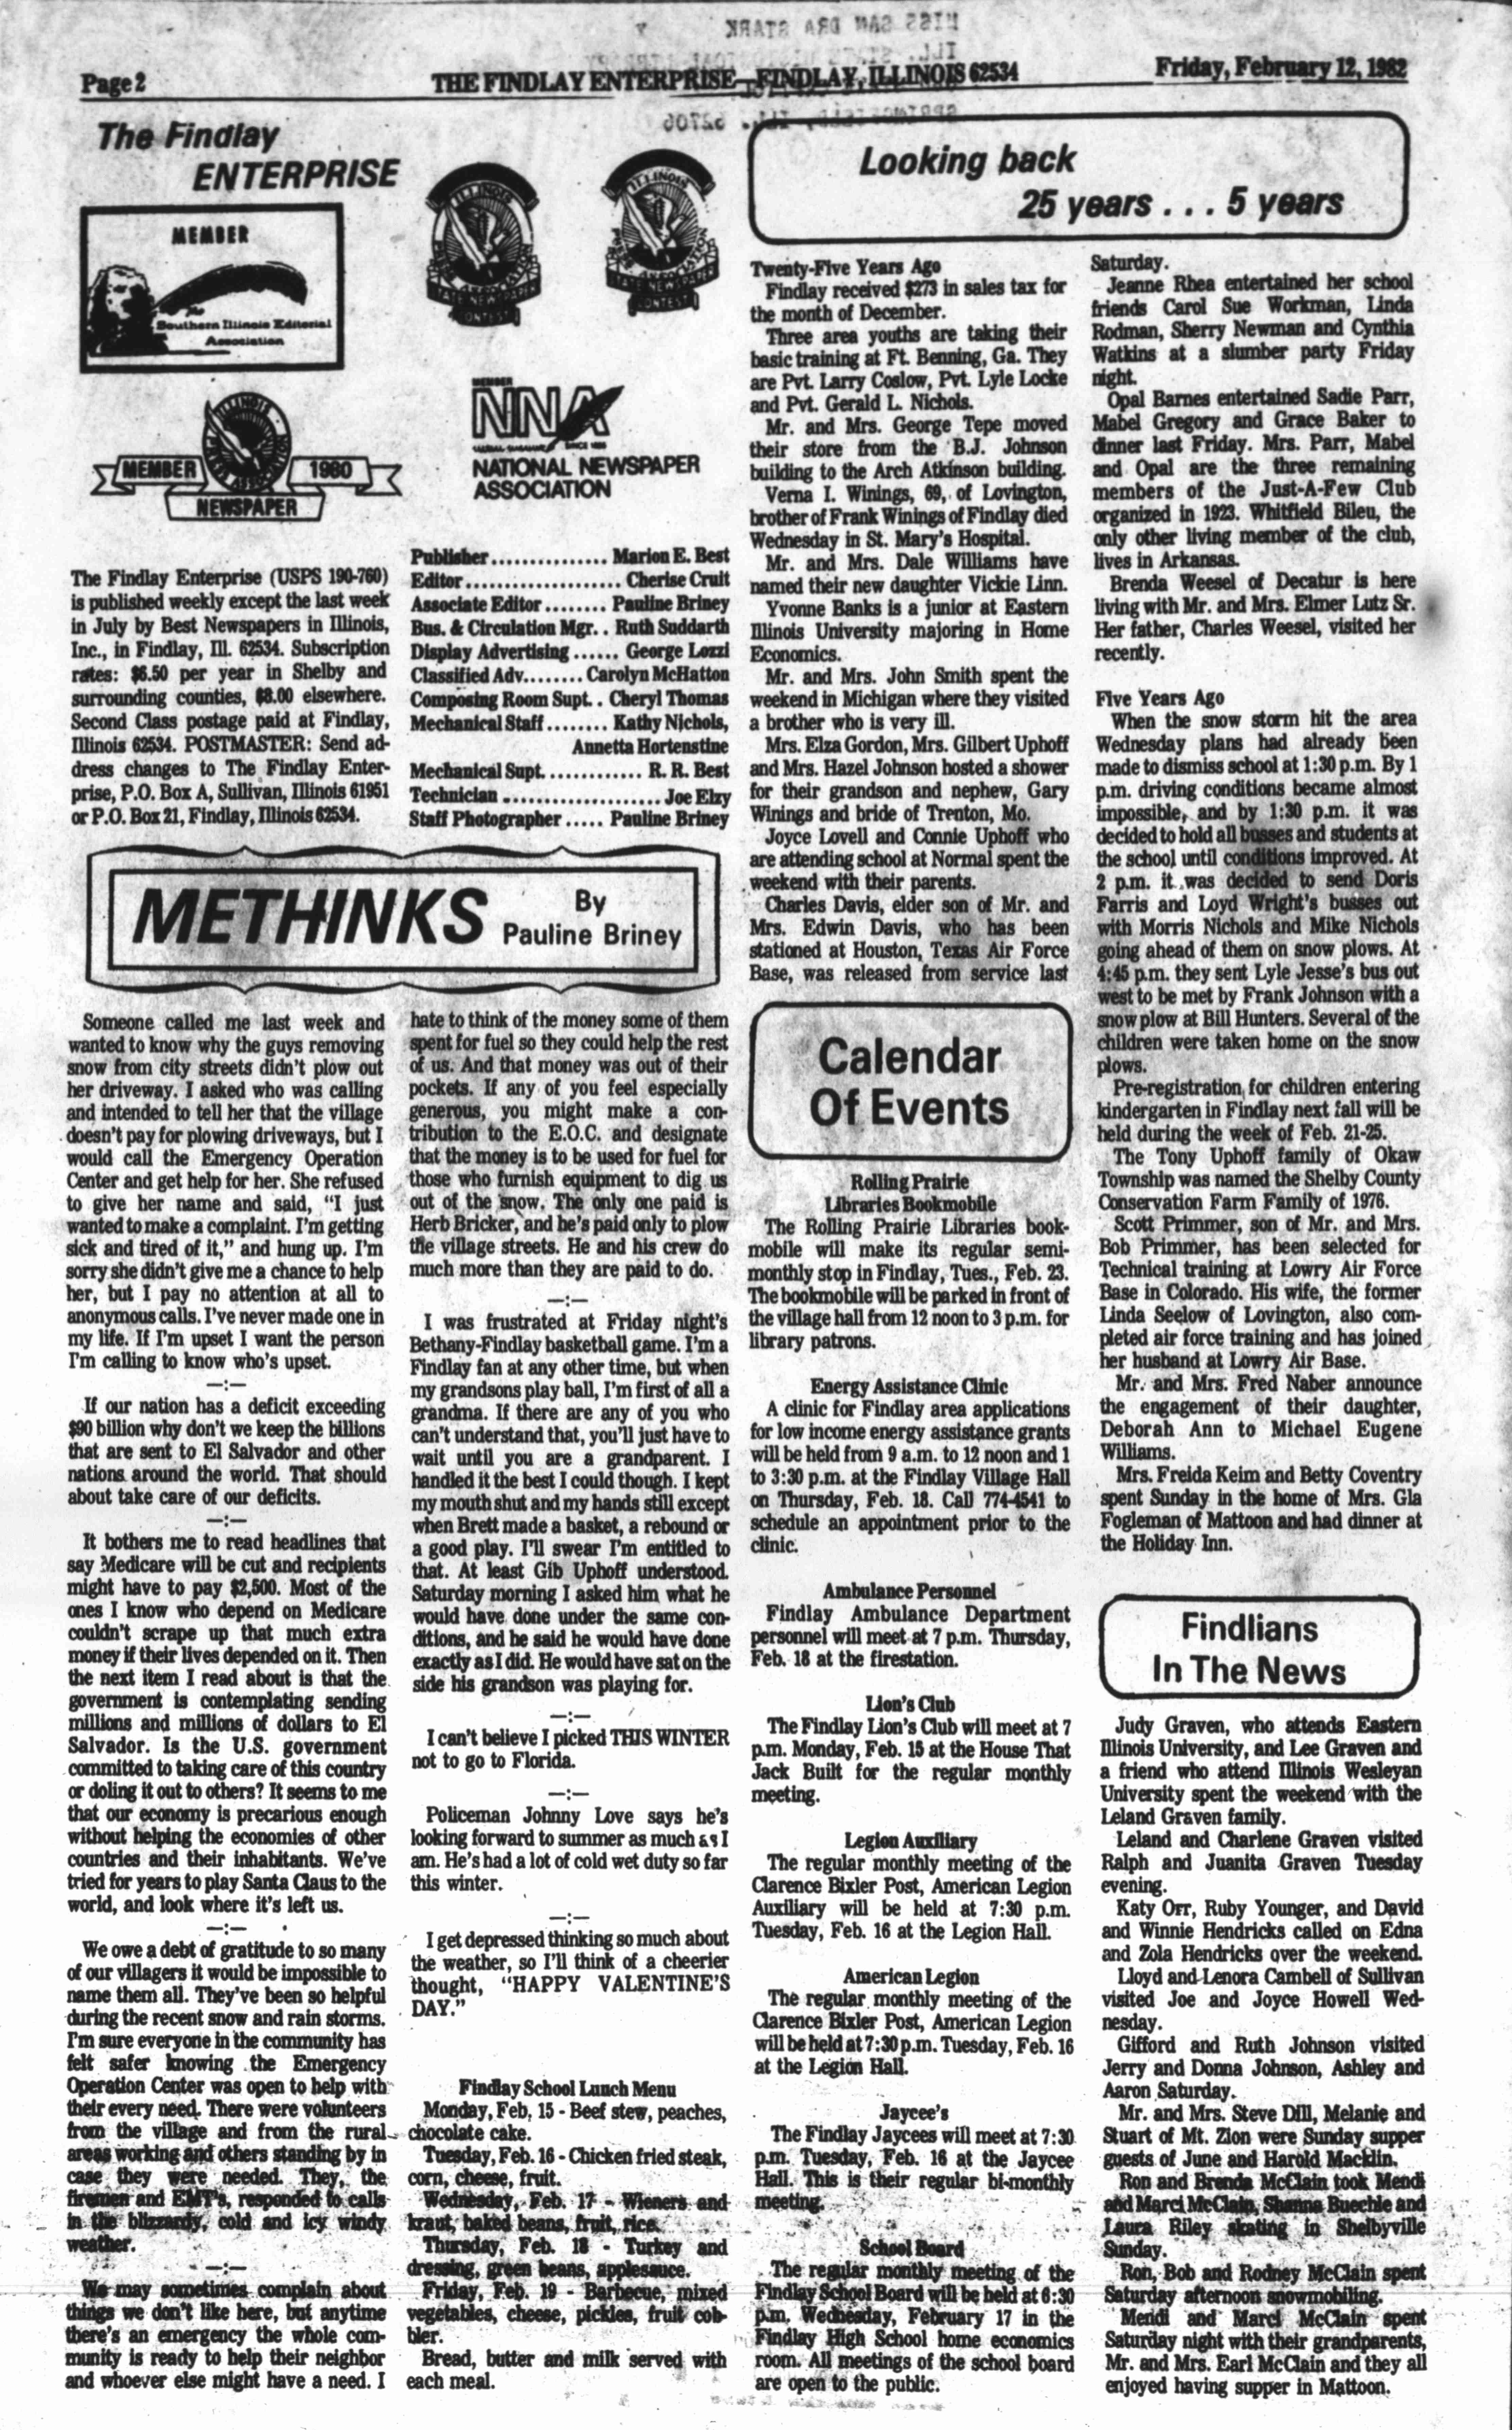 Page 2
THE FINDLAY ENTERPRISE—FINDLAY, ILLINOIS 62534
Friday, February 12, 1982
The Findlay
ENTERPRISE
MEMBER
Southern Illinois Editorial
Association
ILLINOIS
PRESS ASSOCIATION
STATE NEWSPAPER
CONTEST
ILLINOIS
PRESS ASSOCIATION
STATE NEWSPAPER
CONTEST
ILLINOIS
MEMBER
1980
NEWSPAPER
MEMBER
NNA
SINCE 1885
NATIONAL NEWSPAPER
ASSOCIATION
The Findlay Enterprise (USPS 190-760)
is published weekly except the last week
in July by Best Newspapers in Illinois,
Inc., in Findlay, Ill. 62534. Subscription
rates: $6.50 per year in Shelby and
surrounding counties, $8.00 elsewhere.
Second Class postage paid at Findlay,
Illinois 62534. POSTMASTER: Send ad-
dress changes to The Findlay Enter-
prise, P.O. Box A, Sullivan, Illinois 61951
or P.O. Box 21, Findlay, Illinois 62534.
Publisher............... Marion E. Best
Editor.................... Cherise Cruit
Associate Editor........ Pauline Briney
Bus. & Circulation Mgr.. Ruth Suddarth
Display Advertising...... George Lozzi
Classified Adv........ Carolyn McHatton
Composing Room Supt.. Cheryl Thomas
Mechanical Staff........ Kathy Nichols,
Annetta Hortenstine
Mechanical Supt............. R. R. Best
Technician..................... Joe Elzy
Staff Photographer..... Pauline Briney
METHINKS
By
Pauline Briney
Someone called me last week and
wanted to know why the guys removing
snow from city streets didn't plow out
her driveway. I asked who was calling
and intended to tell her that the village
doesn't pay for plowing driveways, but I
would call the Emergency Operation
Center and get help for her. She refused
to give her name and said, "I just
wanted to make a complaint. I'm getting
sick and tired of it," and hung up. I'm
sorry she didn't give me a chance to help
her, but I pay no attention at all to
anonymous calls. I've never made one in
my life. If I'm upset I want the person
I'm calling to know who's upset.
—:—
If our nation has a deficit exceeding
$90 billion why don't we keep the billions
that are sent to El Salvador and other
nations around the world. That should
about take care of our deficits.
—:—
It bothers me to read headlines that
say Medicare will be cut and recipients
might have to pay $2,500. Most of the
ones I know who depend on Medicare
couldn't scrape up that much extra
money if their lives depended on it. Then
the next item I read about is that the
government is contemplating sending
millions and millions of dollars to El
Salvador. Is the U.S. government
committed to taking care of this country
or doling it out to others? It seems to me
that our economy is precarious enough
without helping the economies of other
countries and their inhabitants. We've
tried for years to play Santa Claus to the
world, and look where it's left us.
—:—
We owe a debt of gratitude to so many
of our villagers it would be impossible to
name them all. They've been so helpful
during the recent snow and rain storms.
I'm sure everyone in the community has
felt safer knowing the Emergency
Operation Center was open to help with
their every need. There were volunteers
from the village and from the rural
areas working and others standing by in
case they were needed. They, the
firemen and EMT's, responded to calls
in the blizzardy, cold and icy windy
weather.
—:—
We may sometimes complain about
things we don't like here, but anytime
there's an emergency the whole com-
munity is ready to help their neighbor
and whoever else might have a need. I
hate to think of the money some of them
spent for fuel so they could help the rest
of us. And that money was out of their
pockets. If any of you feel especially
generous, you might make a con-
tribution to the E.O.C. and designate
that the money is to be used for fuel for
those who furnish equipment to dig us
out of the snow. The only one paid is
Herb Bricker, and he's paid only to plow
the village streets. He and his crew do
much more than they are paid to do.
—:—
I was frustrated at Friday night's
Bethany-Findlay basketball game. I'm a
Findlay fan at any other time, but when
my grandsons play ball, I'm first of all a
grandma. If there are any of you who
can't understand that, you'll just have to
wait until you are a grandparent. I
handled it the best I could though. I kept
my mouth shut and my hands still except
when Brett made a basket, a rebound or
a good play. I'll swear I'm entitled to
that. At least Gib Uphoff understood.
Saturday morning I asked him what he
would have done under the same con-
ditions, and he said he would have done
exactly as I did. He would have sat on the
side his grandson was playing for.
—:—
I can't believe I picked THIS WINTER
not to go to Florida.
—:—
Policeman Johnny Love says he's
looking forward to summer as much as I
am. He's had a lot of cold wet duty so far
this winter.
—:—
I get depressed thinking so much about
the weather, so I'll think of a cheerier
thought, "HAPPY VALENTINE'S
DAY."
Findlay School Lunch Menu
Monday, Feb. 15 - Beef stew, peaches,
chocolate cake.
Tuesday, Feb. 16 - Chicken fried steak,
corn, cheese, fruit.
Wednesday, Feb. 17 - Wieners and
kraut, baked beans, fruit, rice.
Thursday, Feb. 18 - Turkey and
dressing, green beans, applesauce.
Friday, Feb. 19 - Barbecue, mixed
vegetables, cheese, pickles, fruit cob-
bler.
Bread, butter and milk served with
each meal.
Looking back
25 years . . . 5 years
Twenty-Five Years Ago
Findlay received $273 in sales tax for
the month of December.
Three area youths are taking their
basic training at Ft. Benning, Ga. They
are Pvt. Larry Coslow, Pvt. Lyle Locke
and Pvt. Gerald L. Nichols.
Mr. and Mrs. George Tepe moved
their store from the B.J. Johnson
building to the Arch Atkinson building.
Verna I. Winings, 69, of Lovington,
brother of Frank Winings of Findlay died
Wednesday in St. Mary's Hospital.
Mr. and Mrs. Dale Williams have
named their new daughter Vickie Linn.
Yvonne Banks is a junior at Eastern
Illinois University majoring in Home
Economics.
Mr. and Mrs. John Smith spent the
weekend in Michigan where they visited
a brother who is very ill.
Mrs. Elza Gordon, Mrs. Gilbert Uphoff
and Mrs. Hazel Johnson hosted a shower
for their grandson and nephew, Gary
Winings and bride of Trenton, Mo.
Joyce Lovell and Connie Uphoff who
are attending school at Normal spent the
weekend with their parents.
Charles Davis, elder son of Mr. and
Mrs. Edwin Davis, who has been
stationed at Houston, Texas Air Force
Base, was released from service last
Saturday.
Jeanne Rhea entertained her school
friends Carol Sue Workman, Linda
Rodman, Sherry Newman and Cynthia
Watkins at a slumber party Friday
night.
Opal Barnes entertained Sadie Parr,
Mabel Gregory and Grace Baker to
dinner last Friday. Mrs. Parr, Mabel
and Opal are the three remaining
members of the Just-A-Few Club
organized in 1923. Whitfield Bileu, the
only other living member of the club,
lives in Arkansas.
Brenda Weesel of Decatur is here
living with Mr. and Mrs. Elmer Lutz Sr.
Her father, Charles Weesel, visited her
recently.
Five Years Ago
When the snow storm hit the area
Wednesday plans had already been
made to dismiss school at 1:30 p.m. By 1
p.m. driving conditions became almost
impossible, and by 1:30 p.m. it was
decided to hold all busses and students at
the school until conditions improved. At
2 p.m. it was decided to send Doris
Farris and Loyd Wright's busses out
with Morris Nichols and Mike Nichols
going ahead of them on snow plows. At
4:45 p.m. they sent Lyle Jesse's bus out
west to be met by Frank Johnson with a
snow plow at Bill Hunters. Several of the
children were taken home on the snow
plows.
Pre-registration for children entering
kindergarten in Findlay next fall will be
held during the week of Feb. 21-25.
The Tony Uphoff family of Okaw
Township was named the Shelby County
Conservation Farm Family of 1976.
Scott Primmer, son of Mr. and Mrs.
Bob Primmer, has been selected for
Technical training at Lowry Air Force
Base in Colorado. His wife, the former
Linda Seelow of Lovington, also com-
pleted air force training and has joined
her husband at Lowry Air Base.
Mr. and Mrs. Fred Naber announce
the engagement of their daughter,
Deborah Ann to Michael Eugene
Williams.
Mrs. Freida Keim and Betty Coventry
spent Sunday in the home of Mrs. Gla
Fogleman of Mattoon and had dinner at
the Holiday Inn.
Calendar
Of Events
Rolling Prairie
Libraries Bookmobile
The Rolling Prairie Libraries book-
mobile will make its regular semi-
monthly stop in Findlay, Tues., Feb. 23.
The bookmobile will be parked in front of
the village hall from 12 noon to 3 p.m. for
library patrons.
Energy Assistance Clinic
A clinic for Findlay area applications
for low income energy assistance grants
will be held from 9 a.m. to 12 noon and 1
to 3:30 p.m. at the Findlay Village Hall
on Thursday, Feb. 18. Call 774-4541 to
schedule an appointment prior to the
clinic.
Ambulance Personnel
Findlay Ambulance Department
personnel will meet at 7 p.m. Thursday,
Feb. 18 at the firestation.
Lion's Club
The Findlay Lion's Club will meet at 7
p.m. Monday, Feb. 15 at the House That
Jack Built for the regular monthly
meeting.
Legion Auxiliary
The regular monthly meeting of the
Clarence Bixler Post, American Legion
Auxiliary will be held at 7:30 p.m.
Tuesday, Feb. 16 at the Legion Hall.
American Legion
The regular monthly meeting of the
Clarence Bixler Post, American Legion
will be held at 7:30 p.m. Tuesday, Feb. 16
at the Legion Hall.
Jaycee's
The Findlay Jaycees will meet at 7:30
p.m. Tuesday, Feb. 16 at the Jaycee
Hall. This is their regular bi-monthly
meeting.
School Board
The regular monthly meeting of the
Findlay School Board will be held at 6:30
p.m. Wednesday, February 17 in the
Findlay High School home economics
room. All meetings of the school board
are open to the public.
Findlians
In The News
Judy Graven, who attends Eastern
Illinois University, and Lee Graven and
a friend who attend Illinois Wesleyan
University spent the weekend with the
Leland Graven family.
Leland and Charlene Graven visited
Ralph and Juanita Graven Tuesday
evening.
Katy Orr, Ruby Younger, and David
and Winnie Hendricks called on Edna
and Zola Hendricks over the weekend.
Lloyd and Lenora Cambell of Sullivan
visited Joe and Joyce Howell Wed-
nesday.
Gifford and Ruth Johnson visited
Jerry and Donna Johnson, Ashley and
Aaron Saturday.
Mr. and Mrs. Steve Dill, Melanie and
Stuart of Mt. Zion were Sunday supper
guests of June and Harold Macklin.
Ron and Brenda McClain took Mendi
and Marci McClain, Shanna Buechle and
Laura Riley skating in Shelbyville
Sunday.
Ron, Bob and Rodney McClain spent
Saturday afternoon snowmobiling.
Mendi and Marci McClain spent
Saturday night with their grandparents,
Mr. and Mrs. Earl McClain and they all
enjoyed having supper in Mattoon.